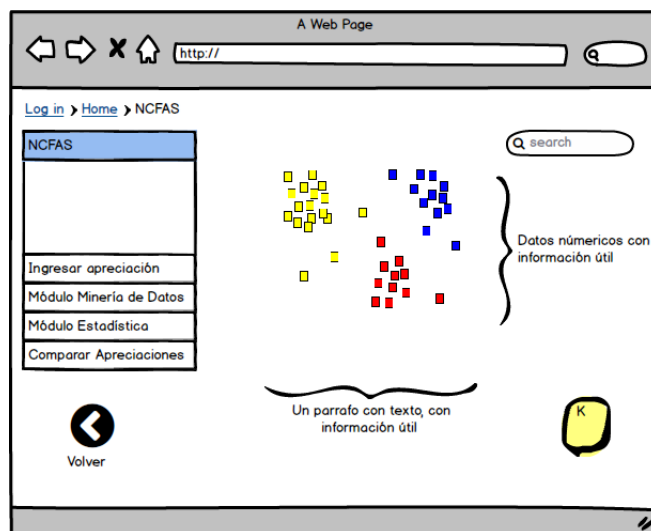 A Web Page
http://
Log in > Home > NCFAS
NCFAS
search
Datos númericos con
información útil
Ingresar apreciación
Módulo Minería de Datos
Módulo Estadística
Comparar Apreciaciones
Un parrafo con texto, con
información útil
K
Volver